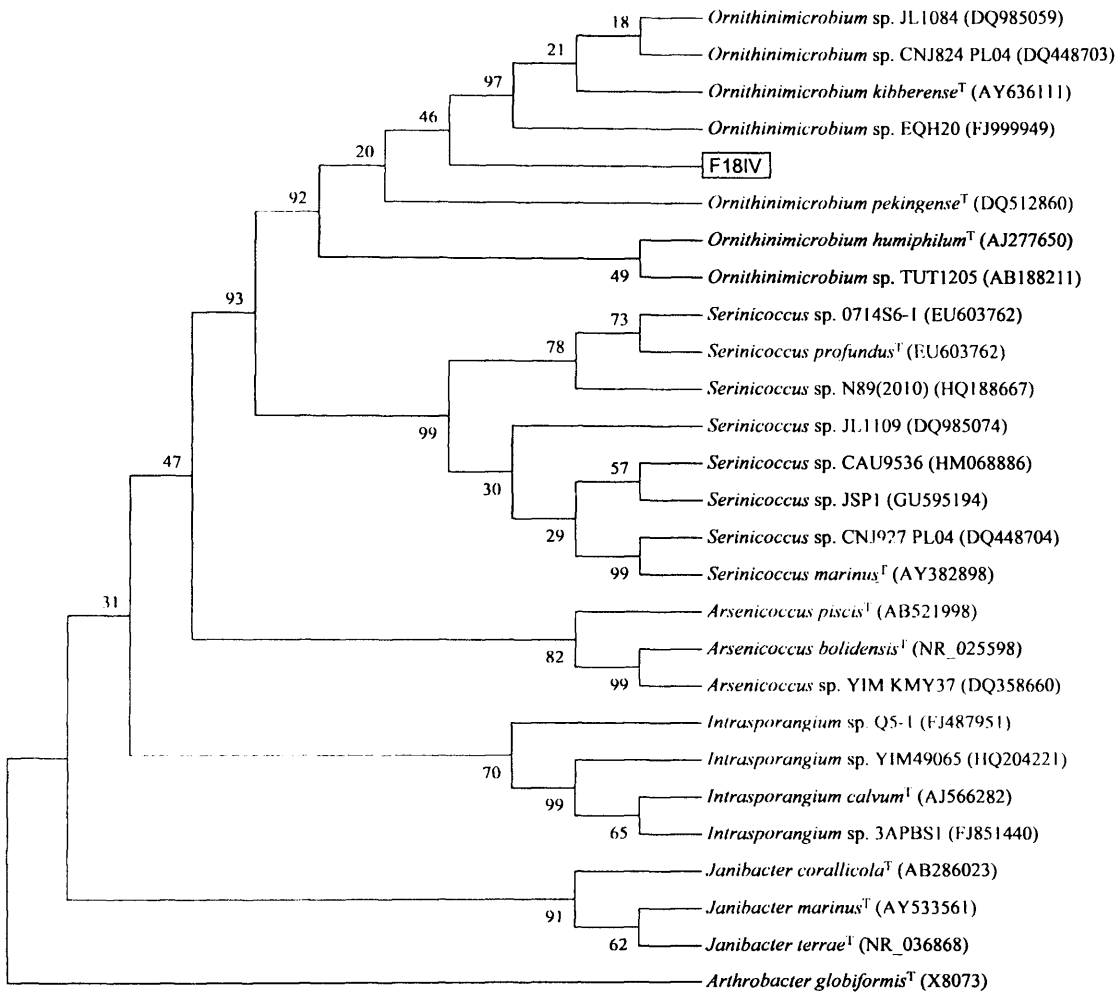 18 Ornithinimicrobium sp. JL1084 (DQ985059)
21 Ornithinimicrobium sp. CNJ824 PL04 (DQ448703)
97 Ornithinimicrobium kibberense^T (AY636111)
46 Ornithinimicrobium sp. EQH20 (FJ999949)
20 F18IV
92 Ornithinimicrobium pekingense^T (DQ512860)
Ornithinimicrobium humiphilum^T (AJ277650)
49 Ornithinimicrobium sp. TUT1205 (AB188211)
93 73 Serinicoccus sp. 0714S6-1 (EU603762)
78 Serinicoccus profundus^T (EU603762)
Serinicoccus sp. N89(2010) (HQ188667)
99 Serinicoccus sp. JL1109 (DQ985074)
47 57 Serinicoccus sp. CAU9536 (HM068886)
30 Serinicoccus sp. JSP1 (GU595194)
29 Serinicoccus sp. CNJ927 PL04 (DQ448704)
99 Serinicoccus marinus^T (AY382898)
31 Arsenicoccus piscis^T (AB521998)
82 Arsenicoccus bolidensis^T (NR_025598)
99 Arsenicoccus sp. YIM KMY37 (DQ358660)
Intrasporangium sp. Q5-1 (FJ487951)
70 Intrasporangium sp. YIM49065 (HQ204221)
99 Intrasporangium calvum^T (AJ566282)
65 Intrasporangium sp. 3APBS1 (FJ851440)
Janibacter corallicola^T (AB286023)
91 Janibacter marinus^T (AY533561)
62 Janibacter terrae^T (NR_036868)
Arthrobacter globiformis^T (X8073)